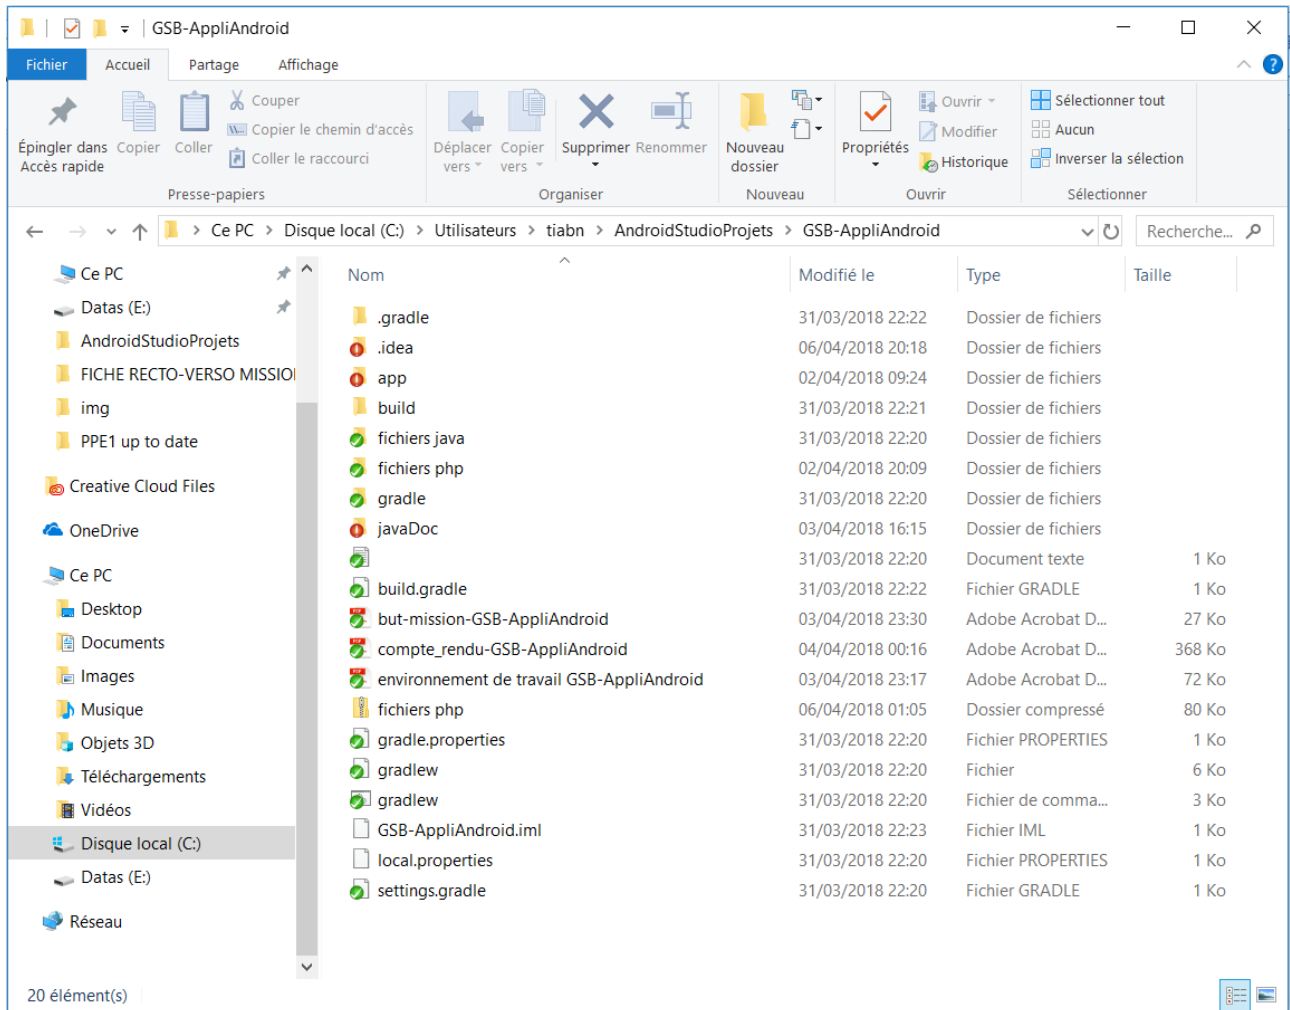 GSB-AppliAndroid
Fichier Accueil Partage Affichage
Épingler dans Accès rapide
Copier
Coller
Couper
Copier le chemin d'accès
Coller le raccourci
Presse-papiers
Déplacer vers
Copier vers
Supprimer
Renommer
Organiser
Nouveau dossier
Nouveau
Propriétés
Ouvrir
Modifier
Historique
Ouvrir
Sélectionner tout
Aucun
Inverser la sélection
Sélectionner
Ce PC > Disque local (C:) > Utilisateurs > tiabn > AndroidStudioProjets > GSB-AppliAndroid
Recherche...
Ce PC
Datas (E:)
AndroidStudioProjets
FICHE RECTO-VERSO MISSIO
img
PPE1 up to date
Creative Cloud Files
OneDrive
Ce PC
Desktop
Documents
Images
Musique
Objets 3D
Téléchargements
Vidéos
Disque local (C:)
Datas (E:)
Réseau
Nom Modifié le Type Taille
.gradle 31/03/2018 22:22 Dossier de fichiers
.idea 06/04/2018 20:18 Dossier de fichiers
app 02/04/2018 09:24 Dossier de fichiers
build 31/03/2018 22:21 Dossier de fichiers
fichiers java 31/03/2018 22:20 Dossier de fichiers
fichiers php 02/04/2018 20:09 Dossier de fichiers
gradle 31/03/2018 22:20 Dossier de fichiers
javaDoc 03/04/2018 16:15 Dossier de fichiers
31/03/2018 22:20 Document texte 1 Ko
build.gradle 31/03/2018 22:22 Fichier GRADLE 1 Ko
but-mission-GSB-AppliAndroid 03/04/2018 23:30 Adobe Acrobat D... 27 Ko
compte_rendu-GSB-AppliAndroid 04/04/2018 00:16 Adobe Acrobat D... 368 Ko
environnement de travail GSB-AppliAndroid 03/04/2018 23:17 Adobe Acrobat D... 72 Ko
fichiers php 06/04/2018 01:05 Dossier compressé 80 Ko
gradle.properties 31/03/2018 22:20 Fichier PROPERTIES 1 Ko
gradlew 31/03/2018 22:20 Fichier 6 Ko
gradlew 31/03/2018 22:20 Fichier de comma... 3 Ko
GSB-AppliAndroid.iml 31/03/2018 22:23 Fichier IML 1 Ko
local.properties 31/03/2018 22:20 Fichier PROPERTIES 1 Ko
settings.gradle 31/03/2018 22:20 Fichier GRADLE 1 Ko
20 élément(s)